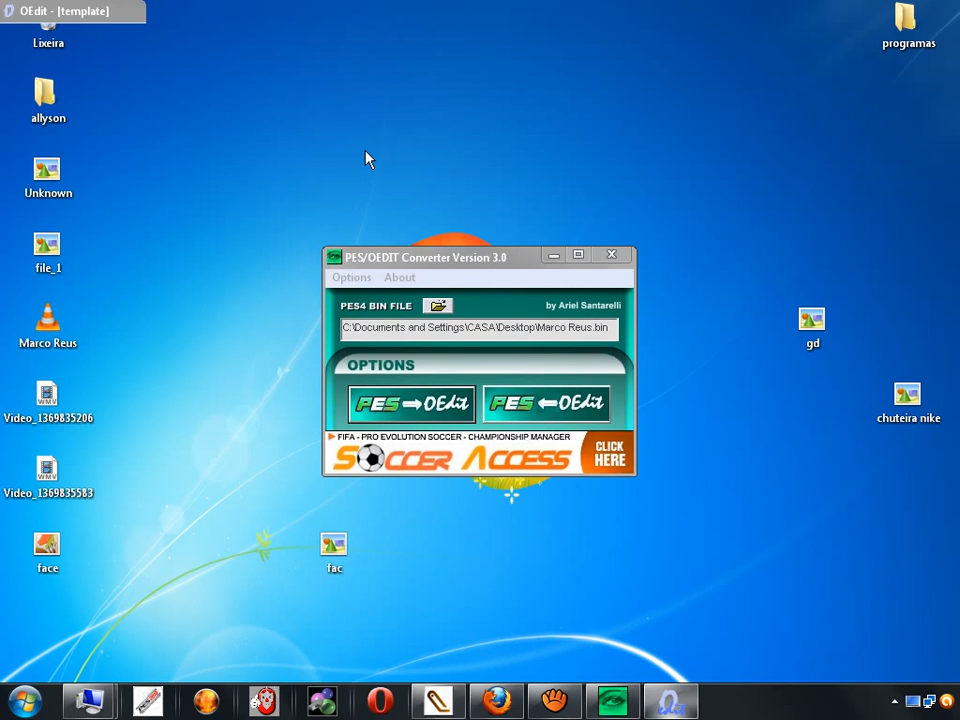 OEdit - [template]
Lixeira
programas
allyson
Unknown
file_1
Marco Reus
gd
Video_1369835206
chuteira nike
Video_1369835583
face
fac
PES/OEDIT Converter Version 3.0
Options About
PES4 BIN FILE by Ariel Santarelli
C:\Documents and Settings\CASA\Desktop\Marco Reus.bin
OPTIONS
PES OEdit PES OEdit
FIFA - PRO EVOLUTION SOCCER - CHAMPIONSHIP MANAGER
SOCCER ACCESS
CLICK
HERE